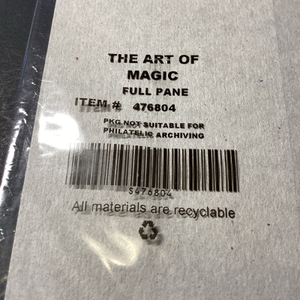 THE ART OF
MAGIC
FULL PANE
ITEM # 476804
PKG NOT SUITABLE FOR
PHILATELIC ARCHIVING
S476804
All materials are recyclable